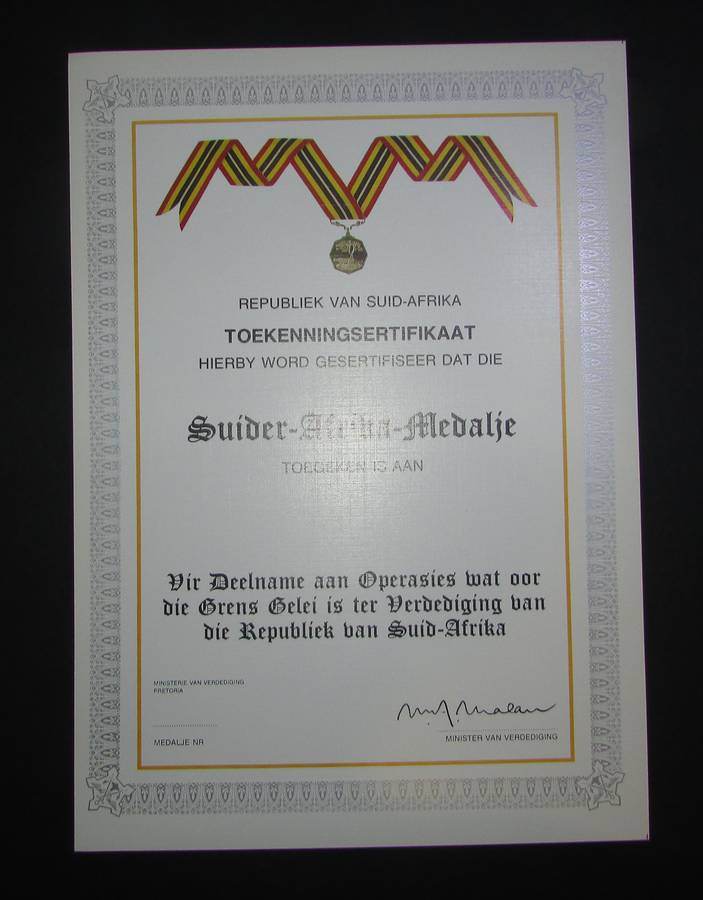 REPUBLIEK VAN SUID-AFRIKA
TOEKENNINGSERTIFIKAAT
HIERBY WORD GESERTIFISEER DAT DIE
Suider-Afrika-Medalje
TOEGEKEN IS AAN
Vir Deelname aan Operasies wat oor
die Grens Gelei is ter Verdediging van
die Republiek van Suid-Afrika
MINISTERIE VAN VERDEDIGING
PRETORIA
M.A. Malan
MEDALJE NR
MINISTER VAN VERDEDIGING